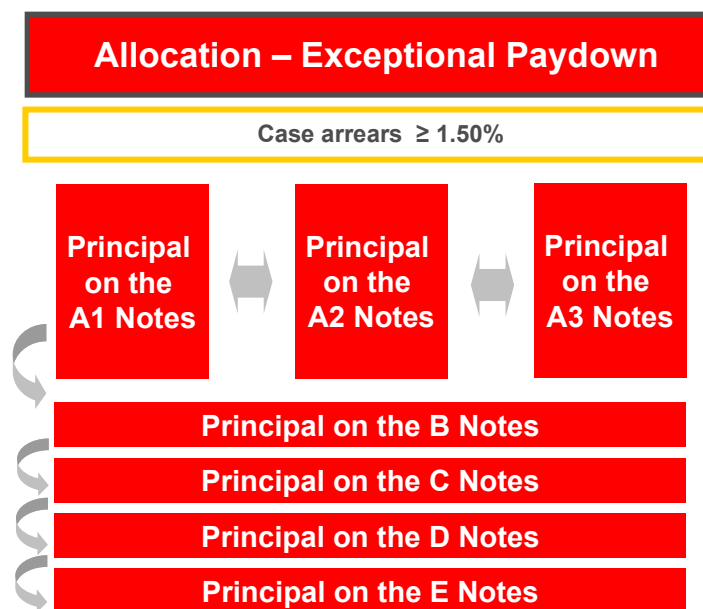 Allocation – Exceptional Paydown
Case arrears ≥ 1.50%
Principal
on the
A1 Notes
Principal
on the
A2 Notes
Principal
on the
A3 Notes
Principal on the B Notes
Principal on the C Notes
Principal on the D Notes
Principal on the E Notes